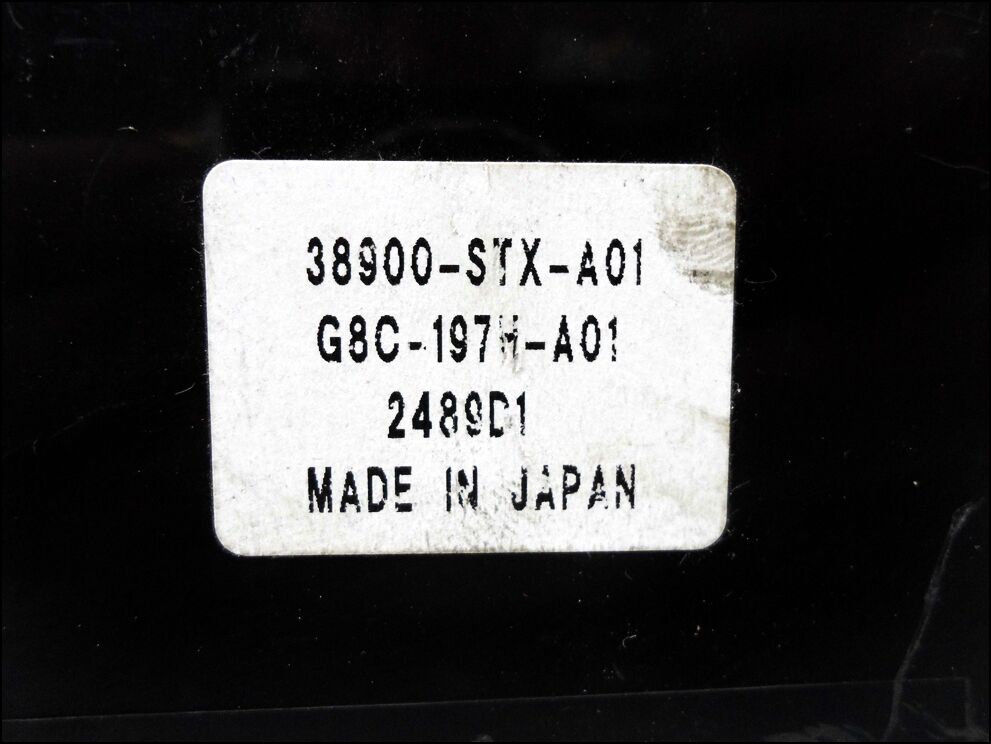 38900-STX-A01
G8C-197H-A01
2489D1
MADE IN JAPAN